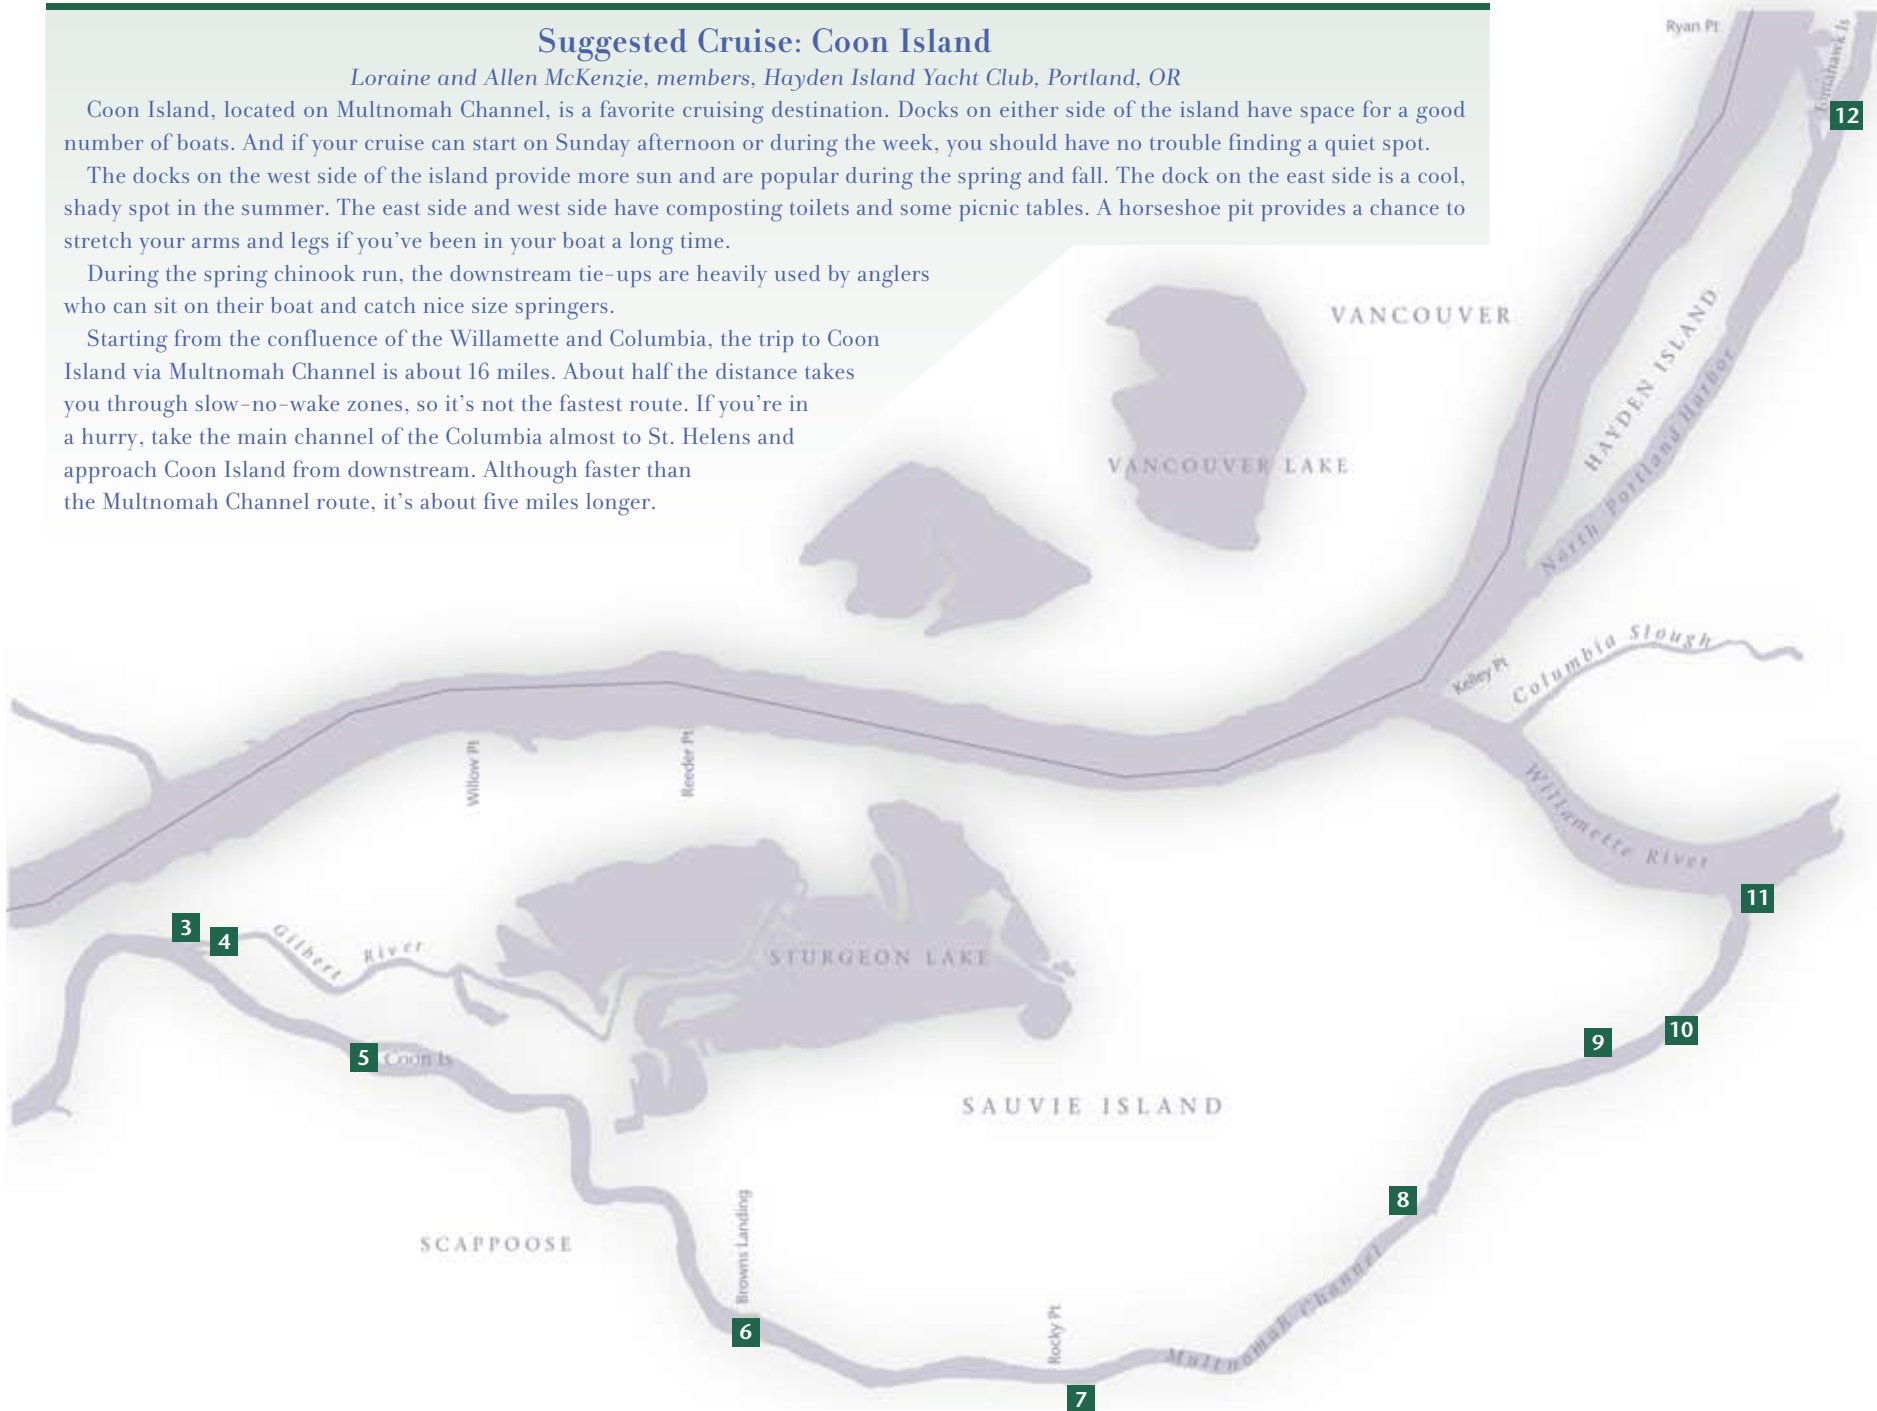 Suggested Cruise: Coon Island
Loraine and Allen McKenzie, members, Hayden Island Yacht Club, Portland, OR
Coon Island, located on Multnomah Channel, is a favorite cruising destination. Docks on either side of the island have space for a good
number of boats. And if your cruise can start on Sunday afternoon or during the week, you should have no trouble finding a quiet spot.
The docks on the west side of the island provide more sun and are popular during the spring and fall. The dock on the east side is a cool,
shady spot in the summer. The east side and west side have composting toilets and some picnic tables. A horseshoe pit provides a chance to
stretch your arms and legs if you've been in your boat a long time.
During the spring chinook run, the downstream tie-ups are heavily used by anglers
who can sit on their boat and catch nice size springers.
Starting from the confluence of the Willamette and Columbia, the trip to Coon
Island via Multnomah Channel is about 16 miles. About half the distance takes
you through slow-no-wake zones, so it's not the fastest route. If you're in
a hurry, take the main channel of the Columbia almost to St. Helens and
approach Coon Island from downstream. Although faster than
the Multnomah Channel route, it's about five miles longer.
Ryan Pt
Tomahawk Is
12
VANCOUVER
HAYDEN ISLAND
North Portland Harbor
VANCOUVER LAKE
Columbia Slough
Kelley Pt
Willow Pt
Reeder Pt
Willamette River
11
3
4
Gilbert River
STURGEON LAKE
5
Coon Is
9
10
SAUVIE ISLAND
8
SCAPPOOSE
Browns Landing
6
Rocky Pt
Multnomah Channel
7